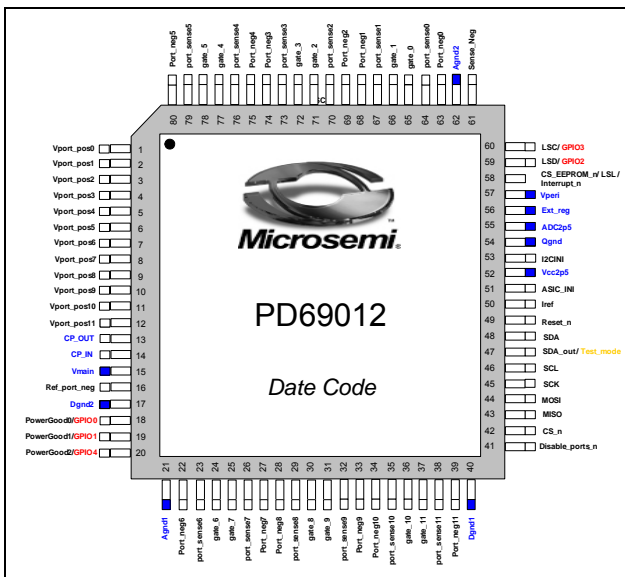 Port_neg5
port_sense5
gate_5
gate_4
port_sense4
Port_neg4
Port_neg3
port_sense3
gate_3
gate_2
port_sense2
Port_neg2
Port_neg1
port_sense1
gate_1
gate_0
port_sense0
Port_neg0
Agnd2
Sense_Neg
80 79 78 77 76 75 74 73 72 71 70 69 68 67 66 65 64 63 62 61
Vport_pos0 1
Vport_pos1 2
Vport_pos2 3
Vport_pos3 4
Vport_pos4 5
Vport_pos5 6
Vport_pos6 7
Vport_pos7 8
Vport_pos8 9
Vport_pos9 10
Vport_pos10 11
Vport_pos11 12
CP_OUT 13
CP_IN 14
Vmain 15
Ref_port_neg 16
Dgnd2 17
PowerGood0/GPIO0 18
PowerGood1/GPIO1 19
PowerGood2/GPIO4 20
Microsemi®
PD69012
Date Code
60 LSC/ GPIO3
59 LSD/ GPIO2
58 CS_EEPROM_n/ LSL /
Interrupt_n
57 Vperi
56 Ext_reg
55 ADC2p5
54 Qgnd
53 I2CINI
52 Vcc2p5
51 ASIC_INI
50 Iref
49 Reset_n
48 SDA
47 SDA_out/ Test_mode
46 SCL
45 SCK
44 MOSI
43 MISO
42 CS_n
41 Disable_ports_n
21 22 23 24 25 26 27 28 29 30 31 32 33 34 35 36 37 38 39 40
Agnd1
Port_neg6
port_sense6
gate_6
gate_7
port_sense7
Port_neg7
Port_neg8
port_sense8
gate_8
gate_9
port_sense9
Port_neg9
Port_neg10
port_sense10
gate_10
gate_11
port_sense11
Port_neg11
Dgnd1